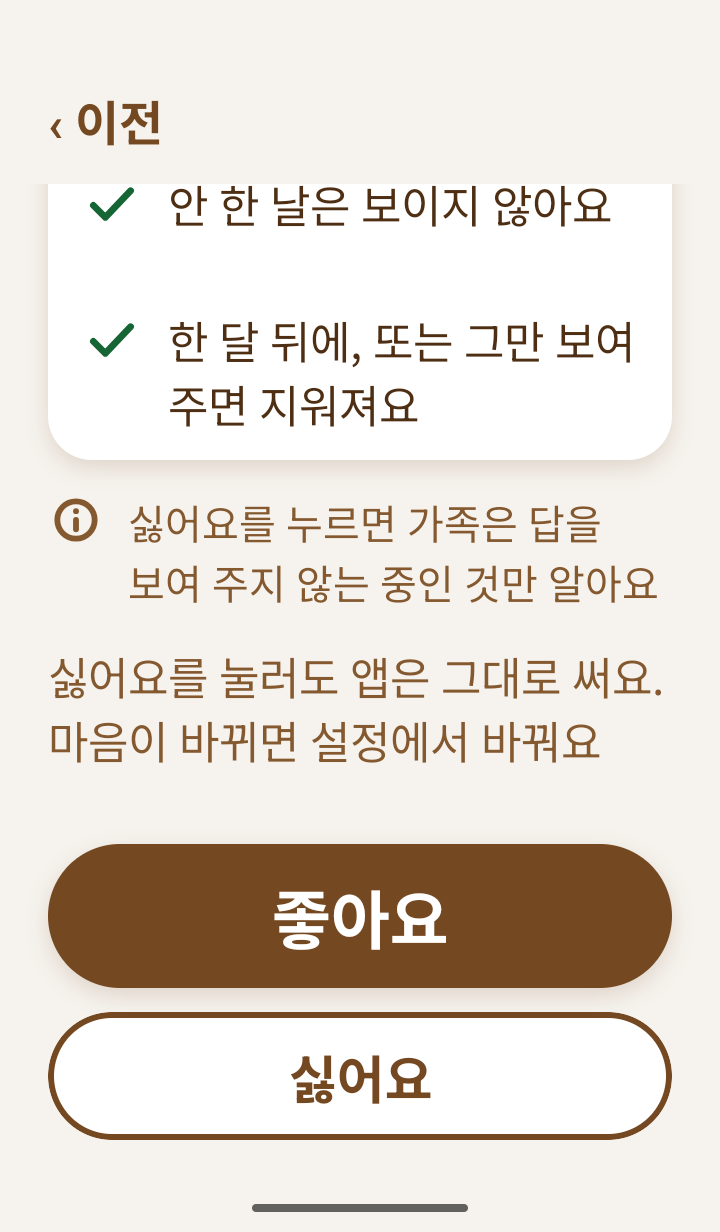 ‹ 이전
안 한 날은 보이지 않아요
한 달 뒤에, 또는 그만 보여
주면 지워져요
싫어요를 누르면 가족은 답을
보여 주지 않는 중인 것만 알아요
싫어요를 눌러도 앱은 그대로 써요.
마음이 바뀌면 설정에서 바꿔요
좋아요
싫어요